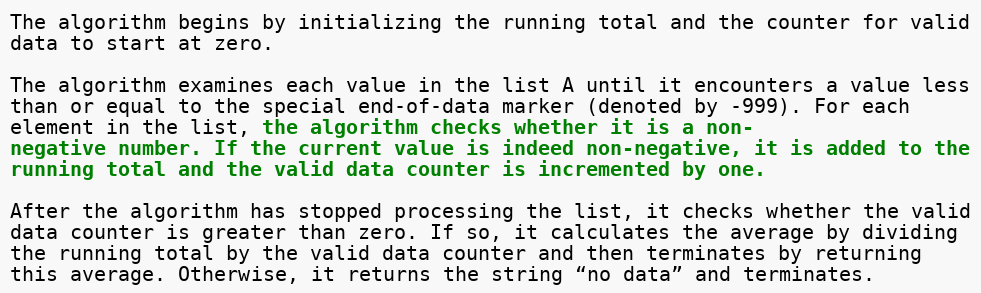 The algorithm begins by initializing the running total and the counter for valid
data to start at zero.
The algorithm examines each value in the list A until it encounters a value less
than or equal to the special end-of-data marker (denoted by -999). For each
element in the list, the algorithm checks whether it is a non-
negative number. If the current value is indeed non-negative, it is added to the
running total and the valid data counter is incremented by one.
After the algorithm has stopped processing the list, it checks whether the valid
data counter is greater than zero. If so, it calculates the average by dividing
the running total by the valid data counter and then terminates by returning
this average. Otherwise, it returns the string “no data” and terminates.